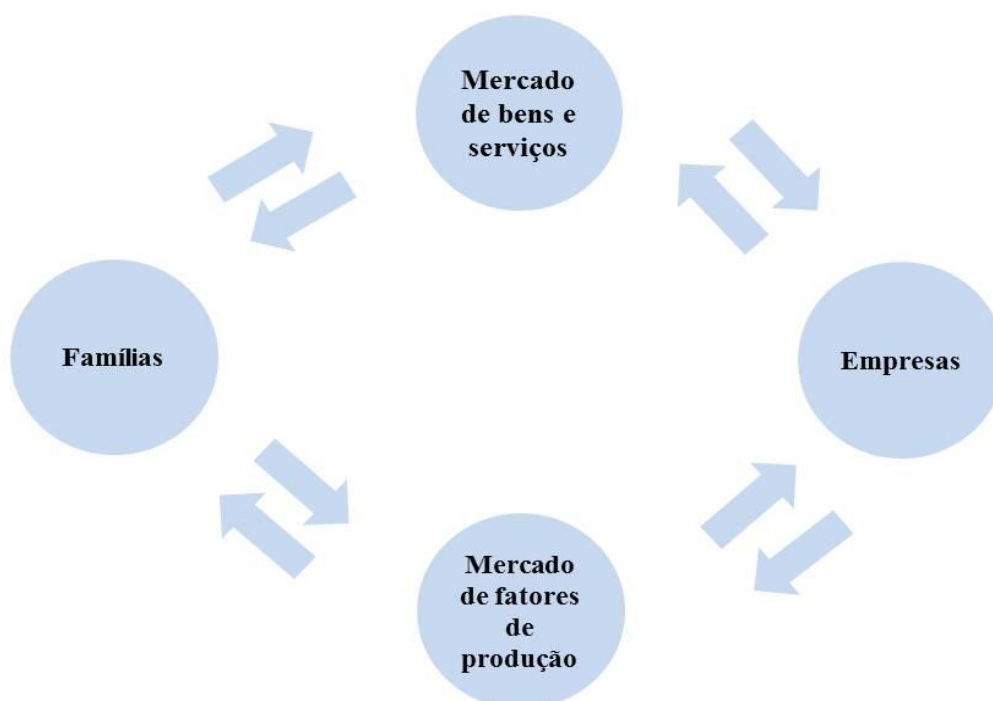 Mercado
de bens e
serviços
Famílias
Empresas
Mercado
de fatores
de
produção